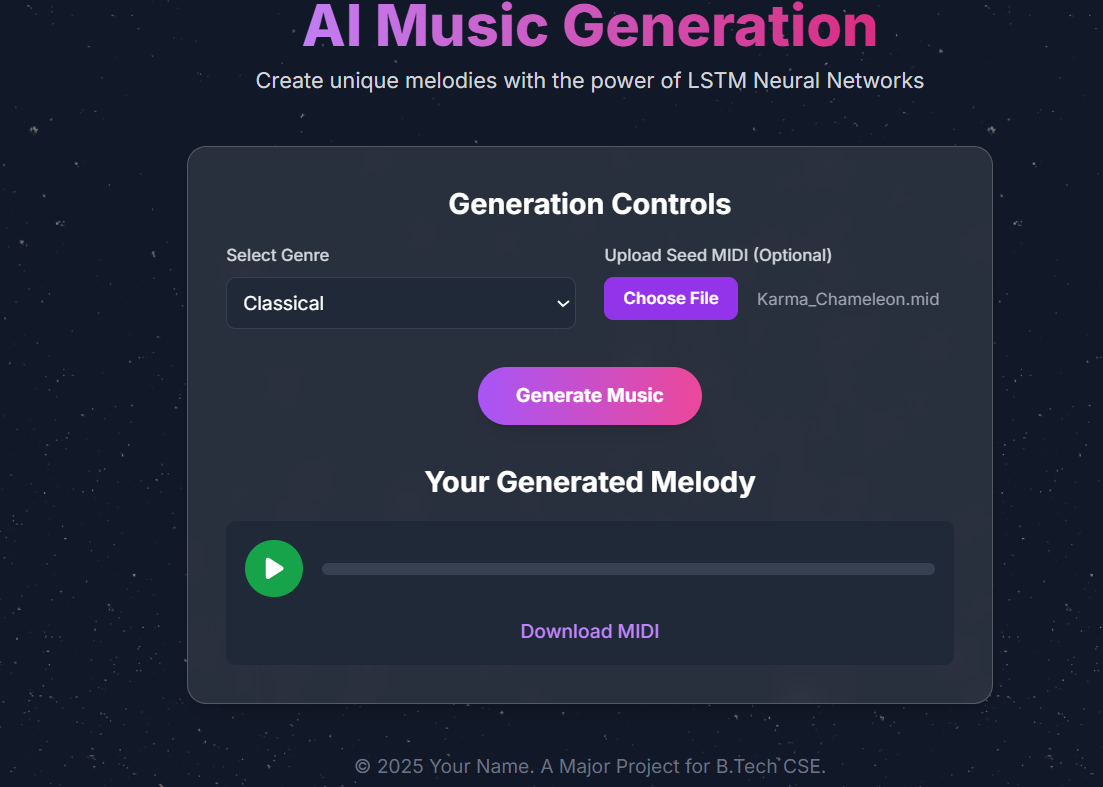 AI Music Generation
Create unique melodies with the power of LSTM Neural Networks
Generation Controls
Select Genre
Classical
Upload Seed MIDI (Optional)
Choose File Karma_Chameleon.mid
Generate Music
Your Generated Melody
Download MIDI
© 2025 Your Name. A Major Project for B.Tech CSE.